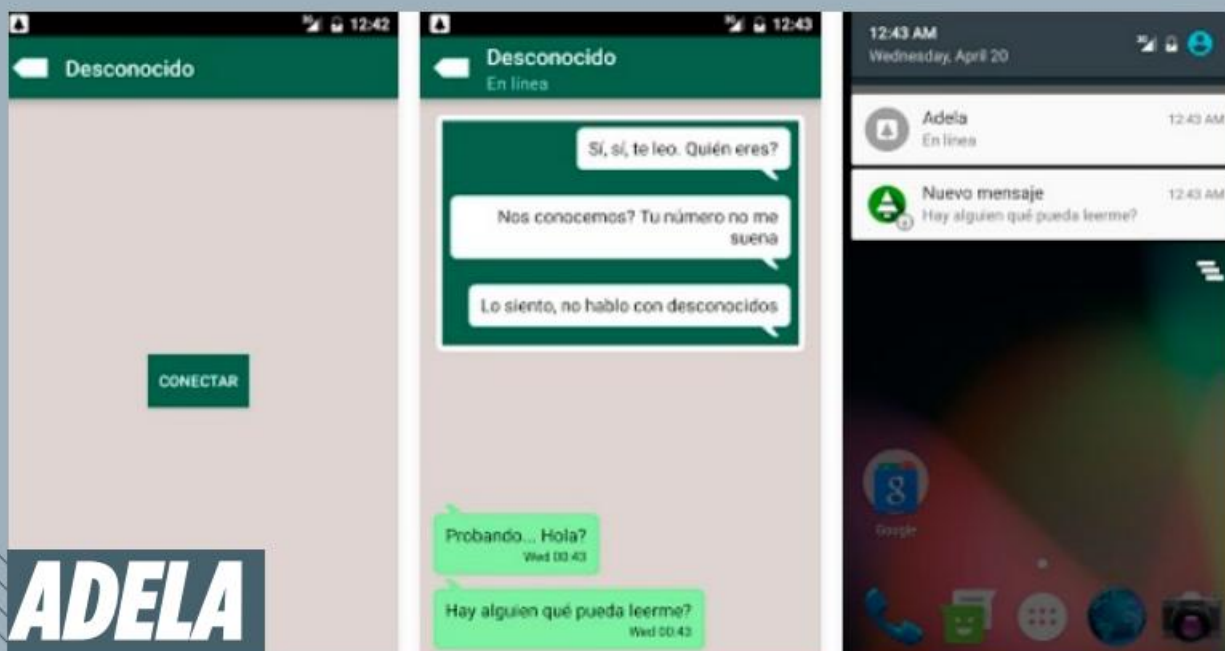 12:42
Desconocido
CONECTAR
ADELA
12:43
Desconocido
En línea
Sí, sí, te leo. Quién eres?
Nos conocemos? Tu número no me
suena
Lo siento, no hablo con desconocidos
Probando... Hola?
Wed 00:43
Hay alguien qué pueda leerme?
Wed 00:43
12:43 AM
Wednesday, April 20
Adela
12:43 AM
En línea
Nuevo mensaje
12:43 AM
Hay alguien qué pueda leerme?
8
Google